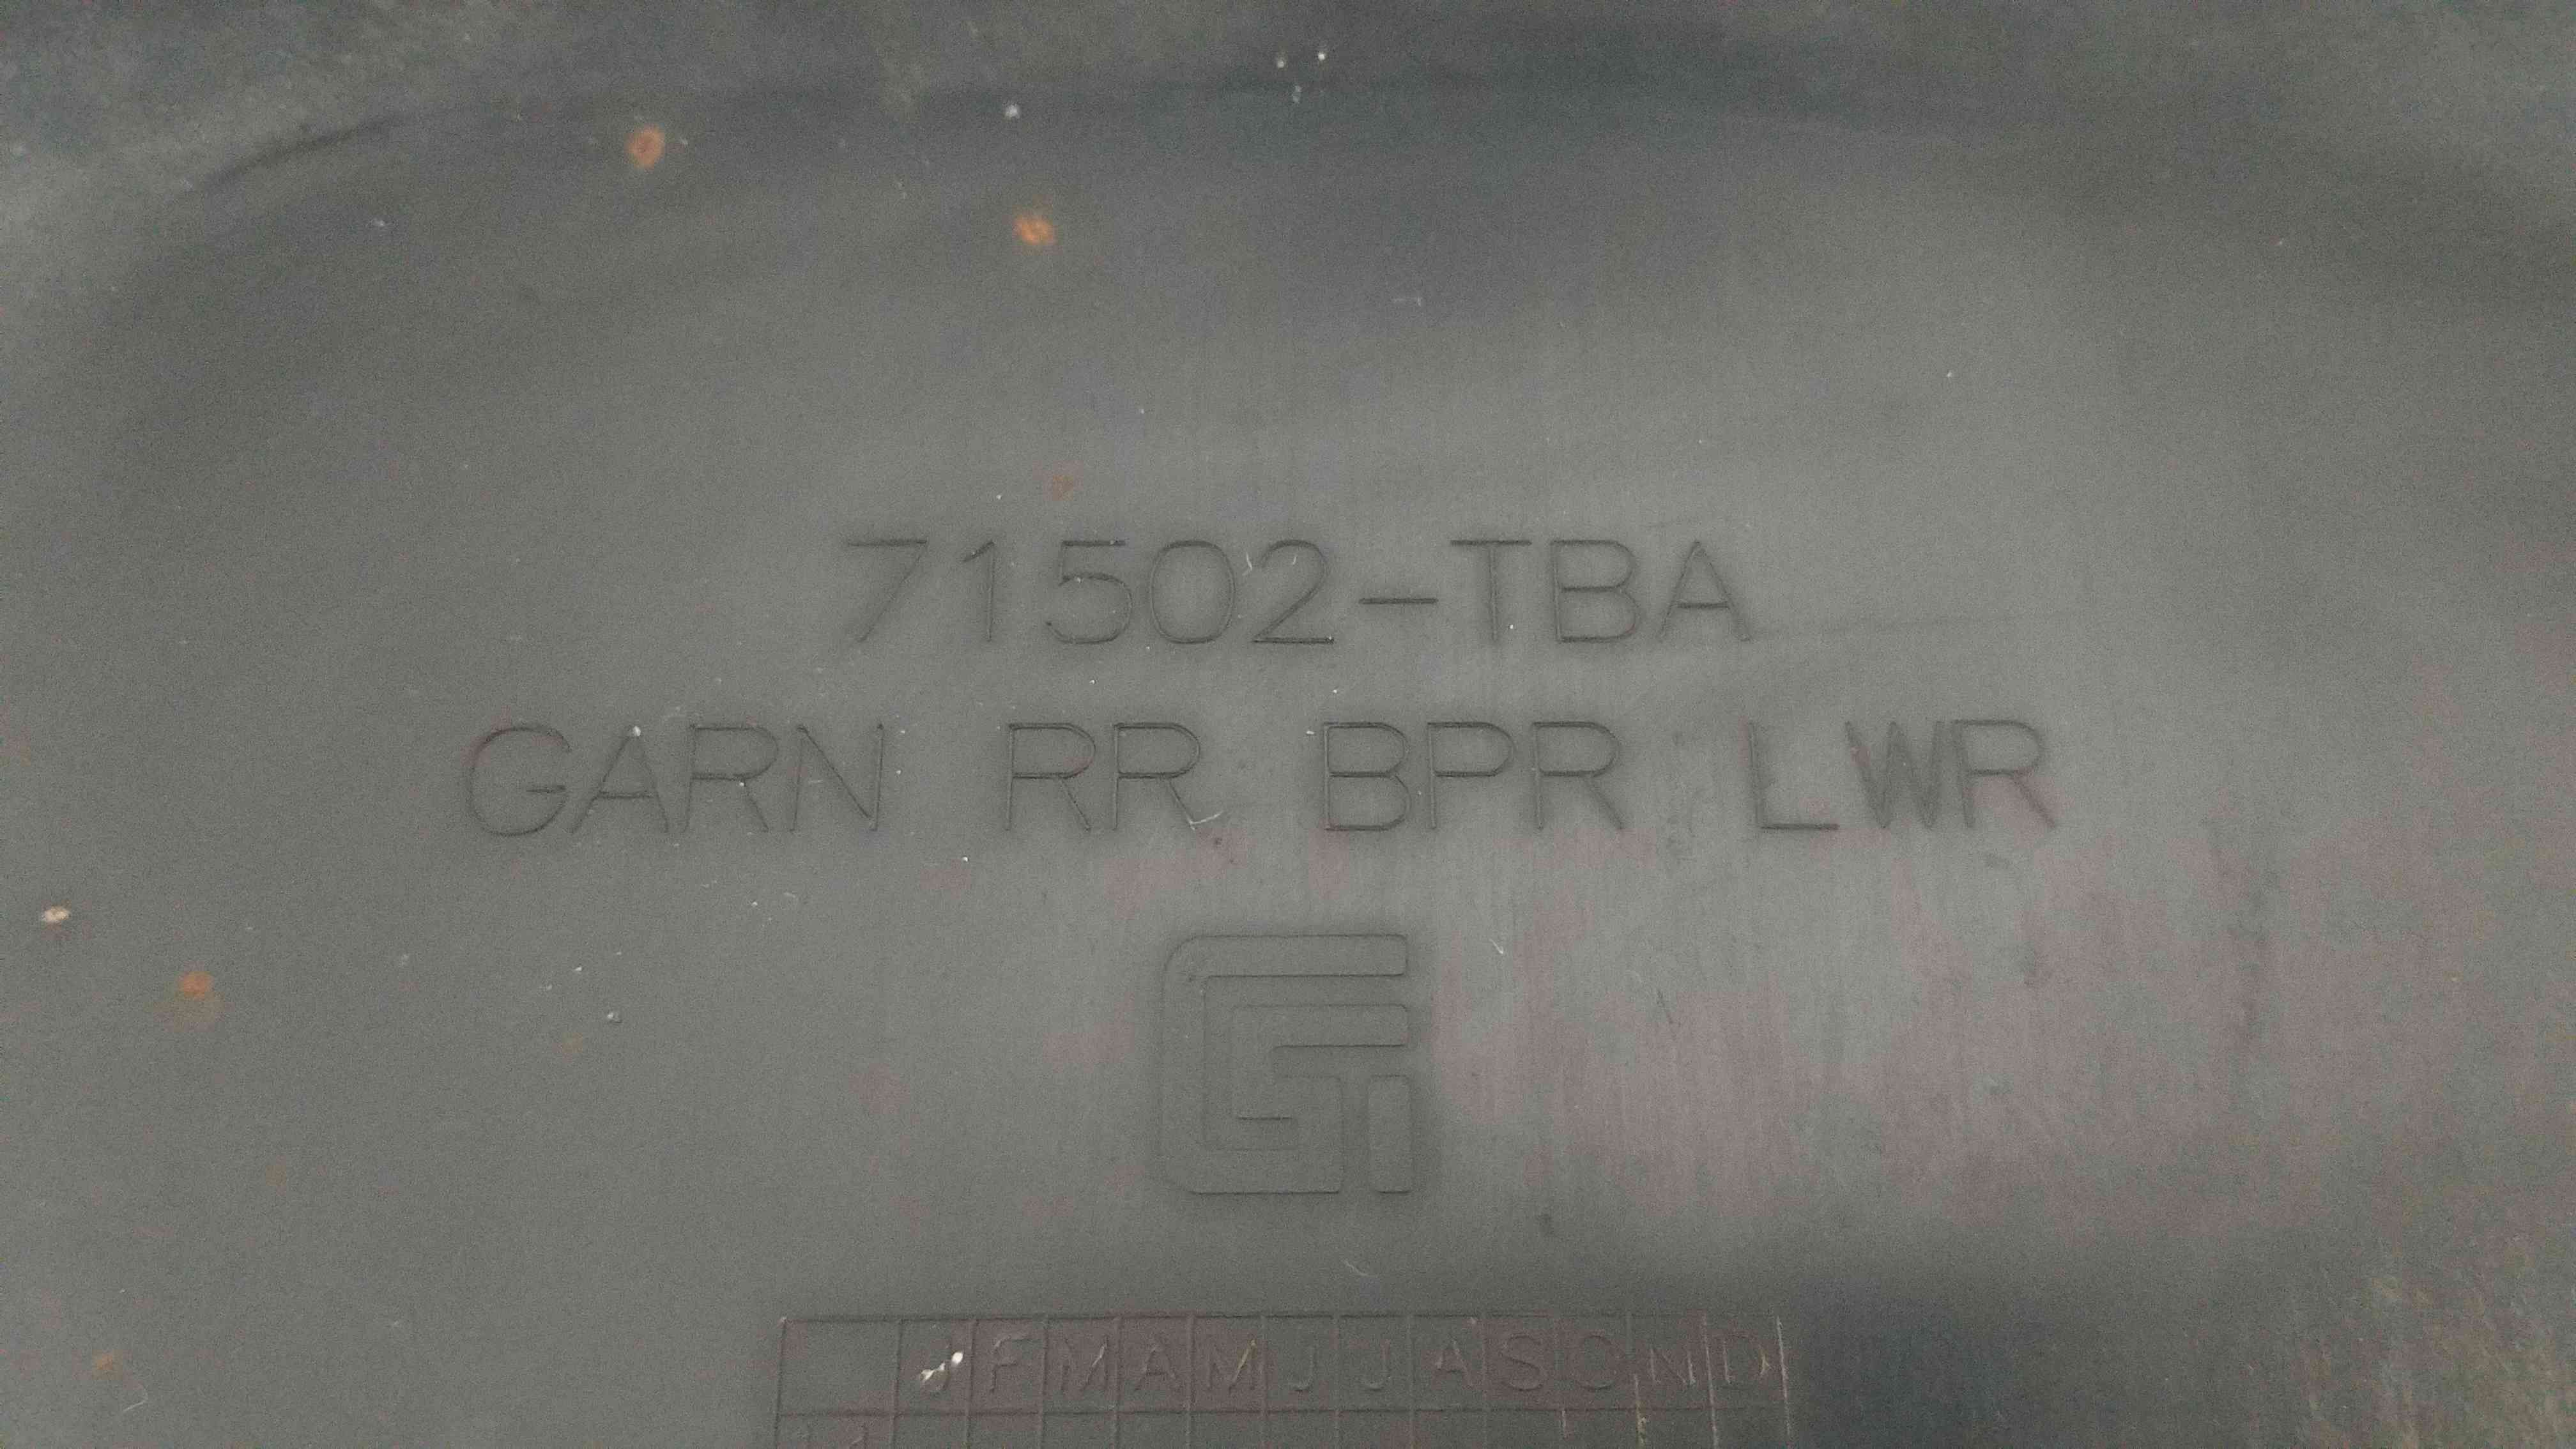 71502-TBA
GARN RR BPR LWR
J F M A M J J A S O N D